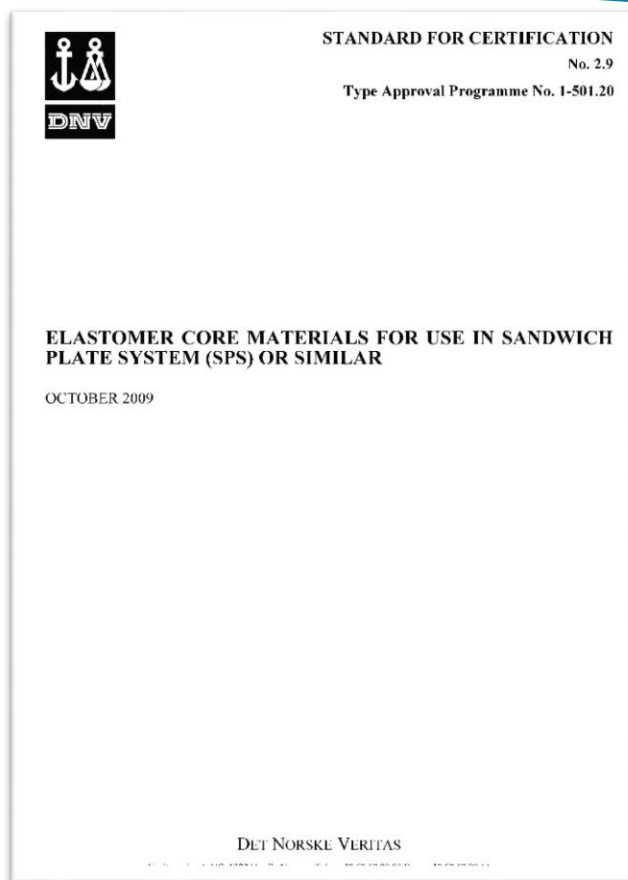 STANDARD FOR CERTIFICATION
No. 2.9
Type Approval Programme No. 1-501.20
DNV
ELASTOMER CORE MATERIALS FOR USE IN SANDWICH
PLATE SYSTEM (SPS) OR SIMILAR
OCTOBER 2009
DET NORSKE VERITAS